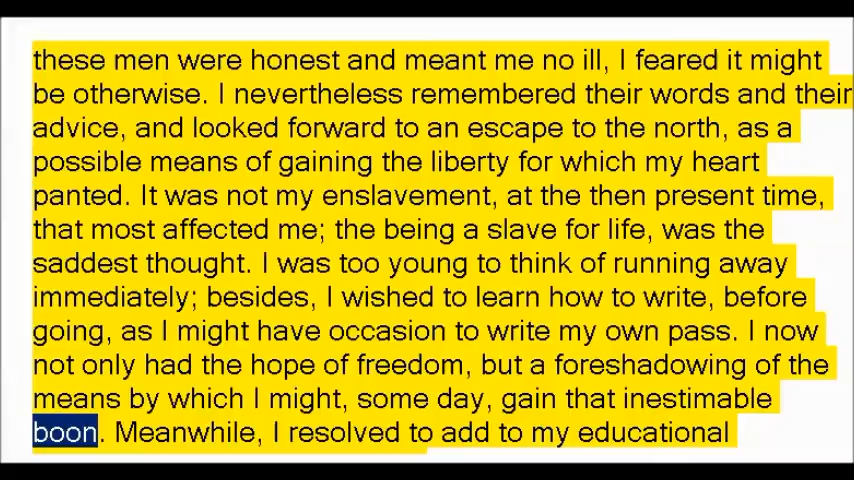 these men were honest and meant me no ill, I feared it might
be otherwise. I nevertheless remembered their words and their
advice, and looked forward to an escape to the north, as a
possible means of gaining the liberty for which my heart
panted. It was not my enslavement, at the then present time,
that most affected me; the being a slave for life, was the
saddest thought. I was too young to think of running away
immediately; besides, I wished to learn how to write, before
going, as I might have occasion to write my own pass. I now
not only had the hope of freedom, but a foreshadowing of the
means by which I might, some day, gain that inestimable
boon. Meanwhile, I resolved to add to my educational